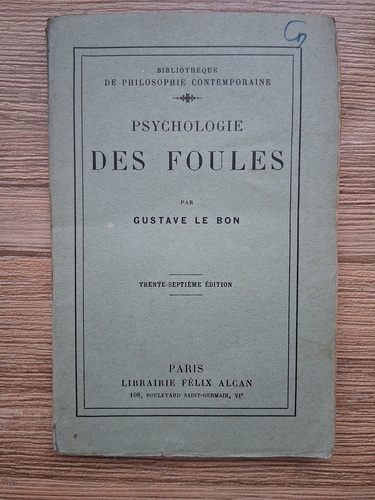 BIBLIOTHÈQUE
DE PHILOSOPHIE CONTEMPORAINE
PSYCHOLOGIE
DES FOULES
PAR
GUSTAVE LE BON
TRENTE-SEPTIÈME ÉDITION
PARIS
LIBRAIRIE FÉLIX ALCAN
108, BOULEVARD SAINT-GERMAIN, VIe